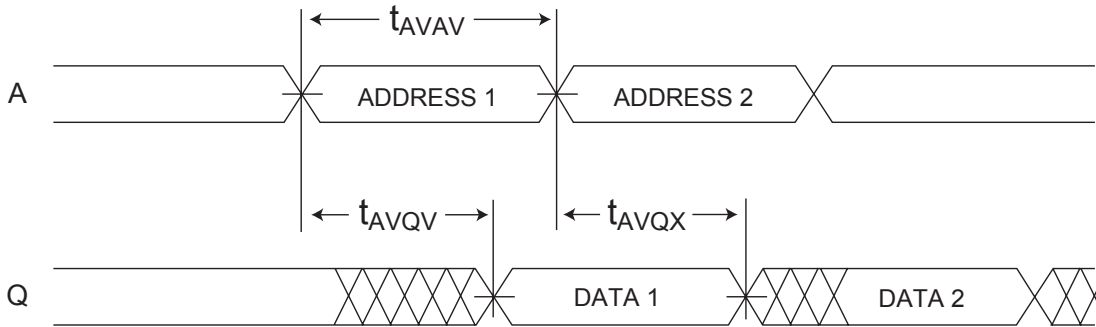 tAVAV
A ADDRESS 1 ADDRESS 2
tAVQV tAVQX
Q DATA 1 DATA 2